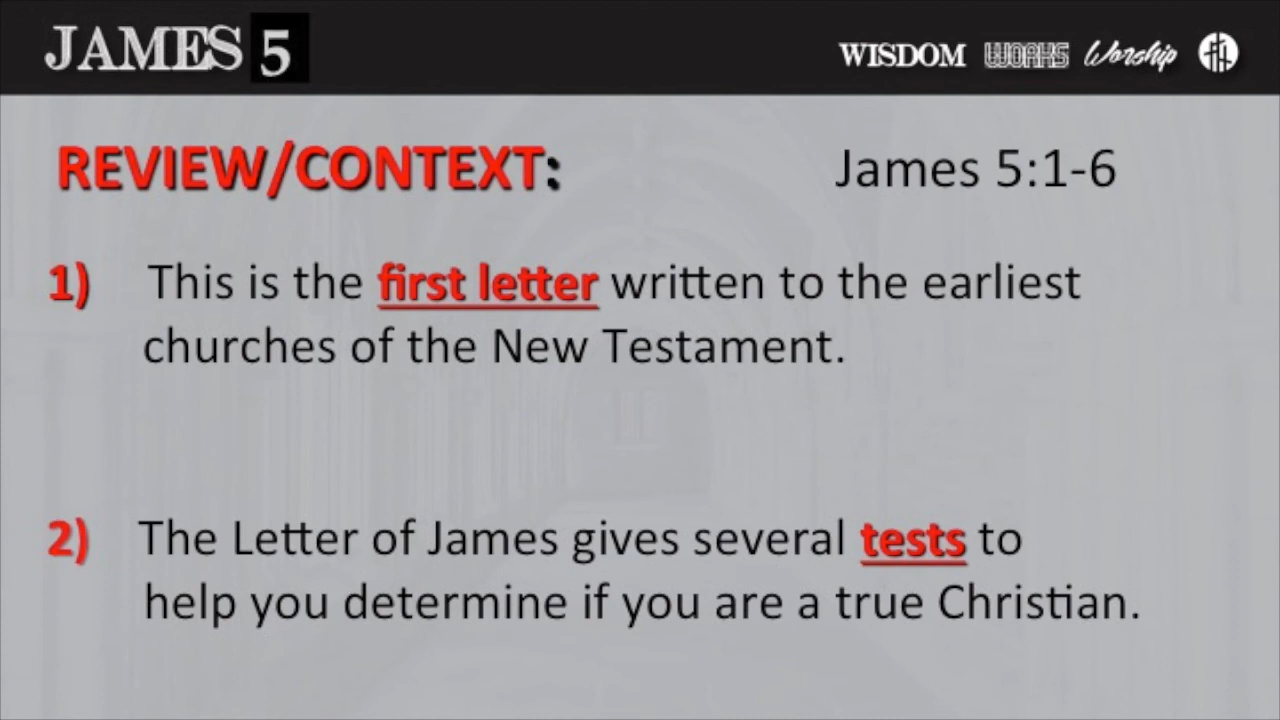 JAMES 5
WISDOM WORKS Worship
REVIEW/CONTEXT: James 5:1-6
1) This is the first letter written to the earliest
churches of the New Testament.
2) The Letter of James gives several tests to
help you determine if you are a true Christian.